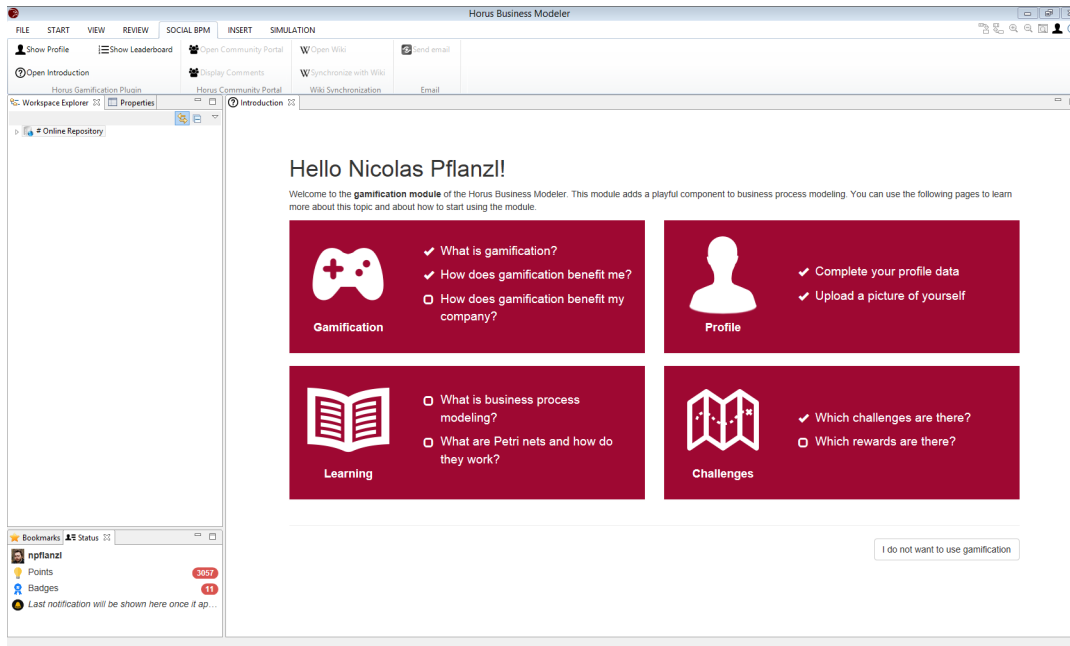 Horus Business Modeler
FILE START VIEW REVIEW SOCIAL BPM INSERT SIMULATION
Show Profile Show Leaderboard Open Community Portal Open Wiki Send email
Open Introduction Display Comments Synchronize with Wiki
Horus Gamification Plugin Horus Community Portal Wiki Synchronization Email
Workspace Explorer Properties Introduction
# Online Repository
Hello Nicolas Pflanzl!
Welcome to the gamification module of the Horus Business Modeler. This module adds a playful component to business process modeling. You can use the following pages to learn
more about this topic and about how to start using the module.
What is gamification?
How does gamification benefit me?
How does gamification benefit my
company?
Gamification
Complete your profile data
Upload a picture of yourself
Profile
What is business process
modeling?
What are Petri nets and how do
they work?
Learning
Which challenges are there?
Which rewards are there?
Challenges
I do not want to use gamification
Bookmarks Status
npflanzl
Points 3057
Badges 11
Last notification will be shown here once it ap...